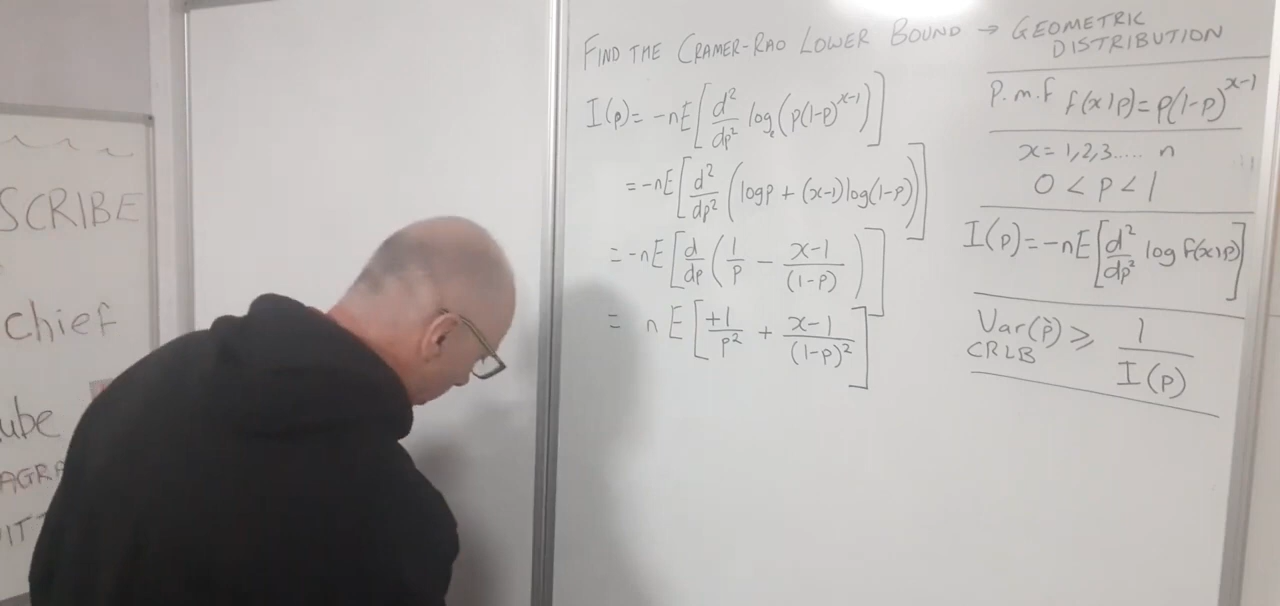 SCRIBE
chief
ube
AGRA
ITT
FIND THE CRAMER-RAO LOWER BOUND → GEOMETRIC
DISTRIBUTION
I(p) = -nE[d²/dp² logₑ(p(1-p)^(x-1))]
= -nE[d²/dp² (log p + (x-1)log(1-p))]
= -nE[d/dp (1/p - x-1/(1-p))]
= nE[+1/p² + x-1/(1-p)²]
p.m.f f(x|p) = p(1-p)^(x-1)
x = 1,2,3..... n
0 < p < 1
I(p) = -nE[d²/dp² log f(x|p)]
Var(p̂) ≥ 1/I(p)
CRLB